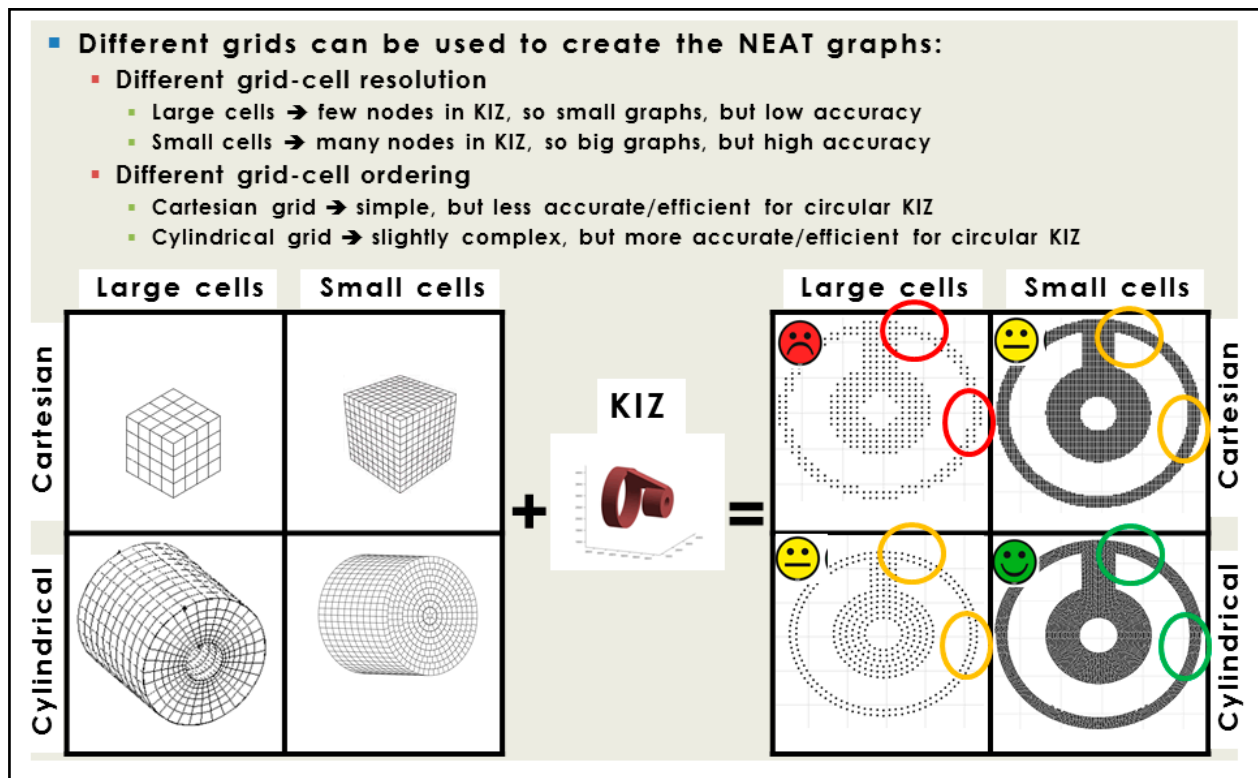 Different grids can be used to create the NEAT graphs:
Different grid-cell resolution
Large cells ➔ few nodes in KIZ, so small graphs, but low accuracy
Small cells ➔ many nodes in KIZ, so big graphs, but high accuracy
Different grid-cell ordering
Cartesian grid ➔ simple, but less accurate/efficient for circular KIZ
Cylindrical grid ➔ slightly complex, but more accurate/efficient for circular KIZ
Large cells
Small cells
Large cells
Small cells
Cartesian
KIZ
Cartesian
+
=
Cylindrical
Cylindrical